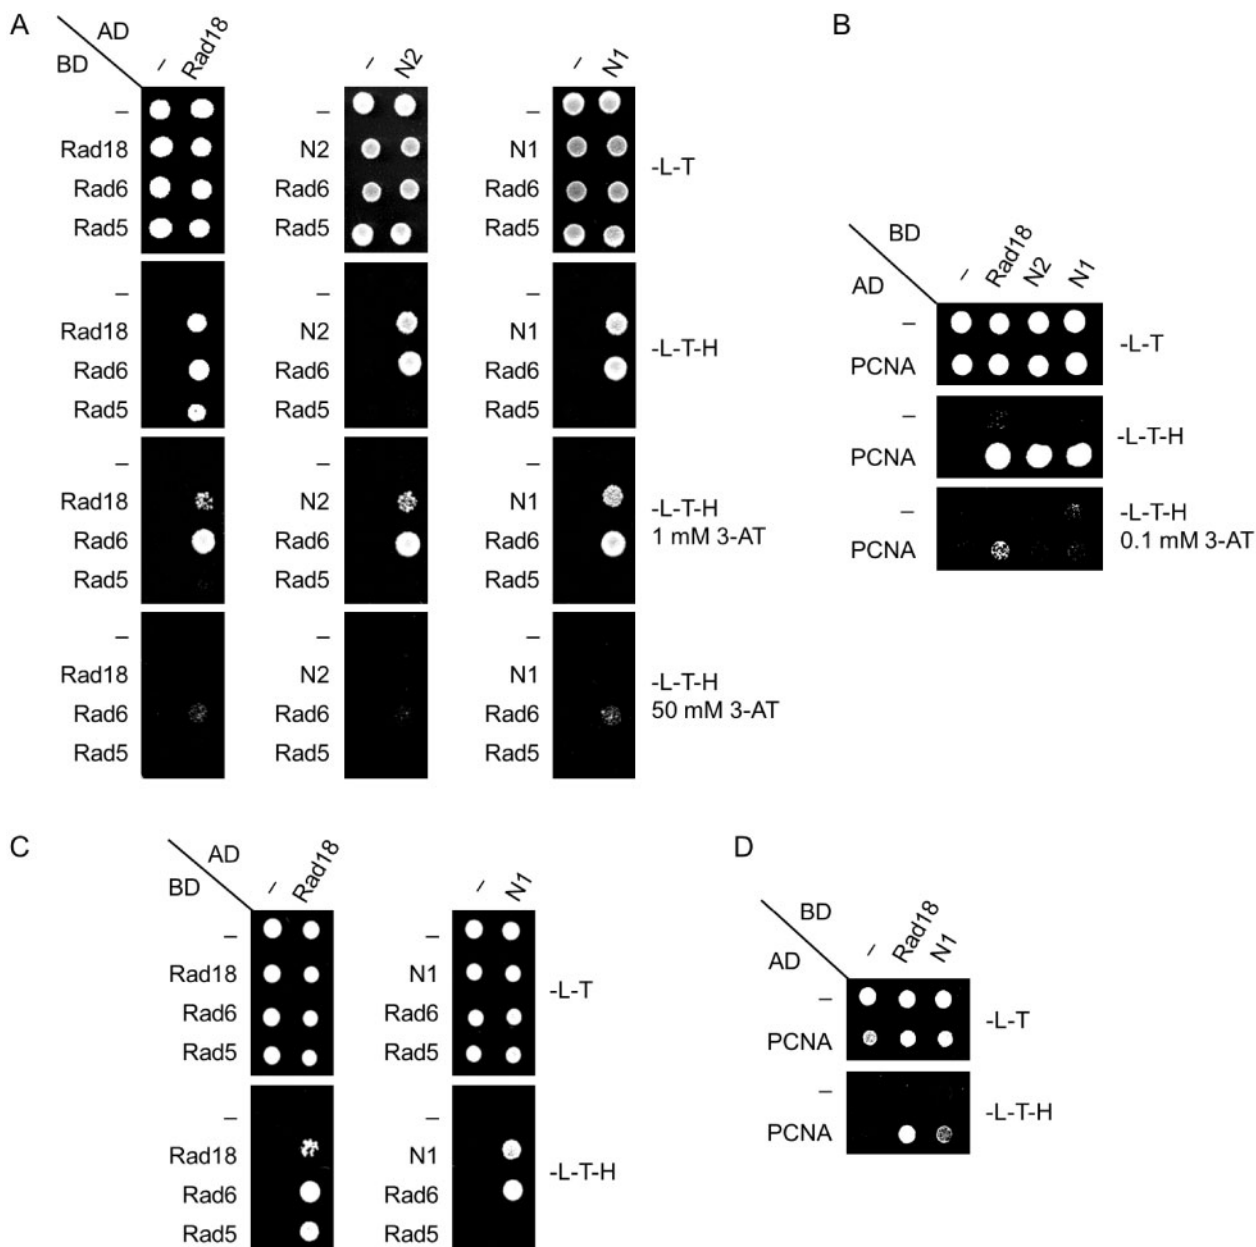 A
AD
BD
– Rad18
–
Rad18
Rad6
Rad5
–
Rad18
Rad6
Rad5
–
Rad18
Rad6
Rad5
–
Rad18
Rad6
Rad5
– N2
–
N2
Rad6
Rad5
–
N2
Rad6
Rad5
–
N2
Rad6
Rad5
–
N2
Rad6
Rad5
– N1
–
N1
Rad6
Rad5
–
N1
Rad6
Rad5
–
N1
Rad6
Rad5
–
N1
Rad6
Rad5
-L-T
-L-T-H
-L-T-H
1 mM 3-AT
-L-T-H
50 mM 3-AT
B
BD
AD
– Rad18 N2 N1
–
PCNA
-L-T
–
PCNA
-L-T-H
–
PCNA
-L-T-H
0.1 mM 3-AT
C
AD
BD
– Rad18
–
Rad18
Rad6
Rad5
–
Rad18
Rad6
Rad5
– N1
–
N1
Rad6
Rad5
–
N1
Rad6
Rad5
-L-T
-L-T-H
D
BD
AD
– Rad18 N1
–
PCNA
-L-T
–
PCNA
-L-T-H